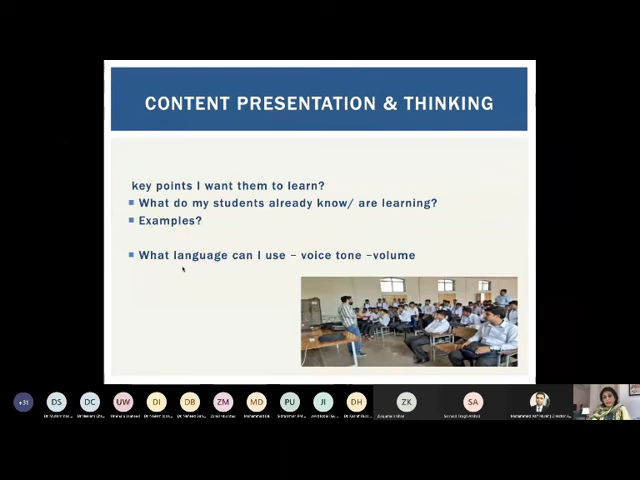 CONTENT PRESENTATION & THINKING
key points I want them to learn?
What do my students already know/ are learning?
Examples?
What language can I use – voice tone –volume
+31
DS
DC
UW
DI
DB
ZM
MD
PU
JI
DH
ZK
SA